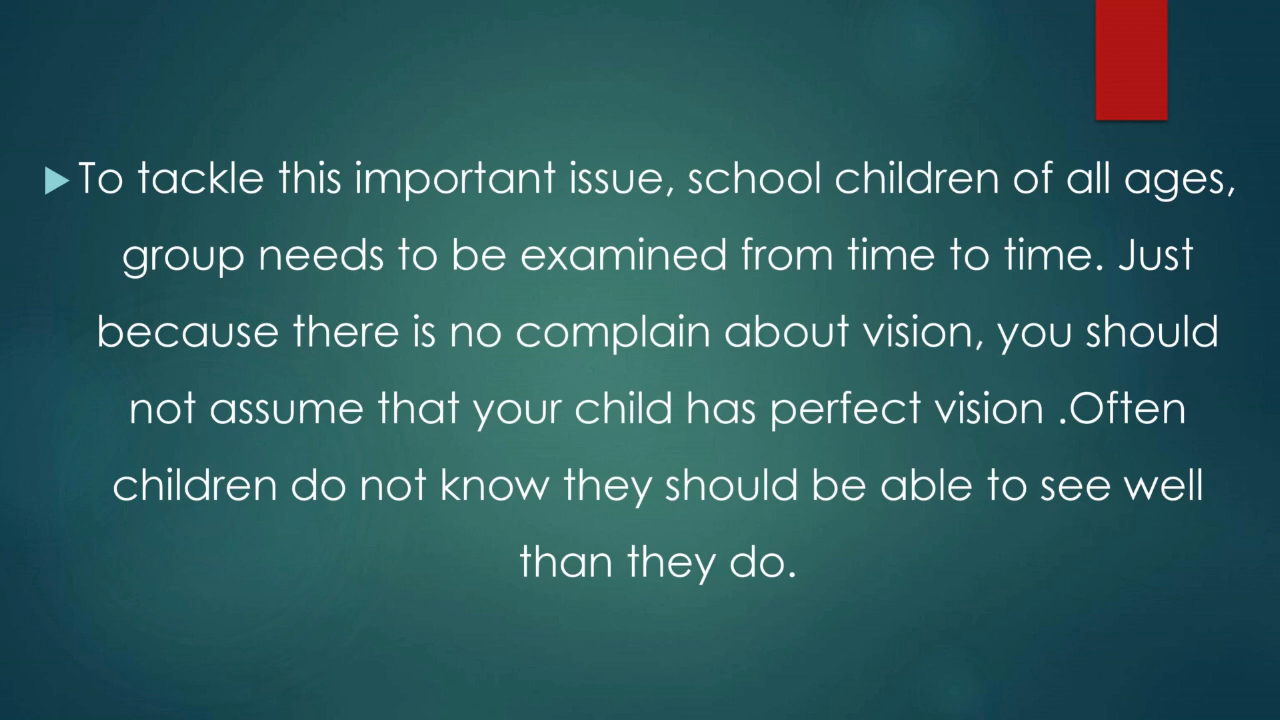 To tackle this important issue, school children of all ages,
group needs to be examined from time to time. Just
because there is no complain about vision, you should
not assume that your child has perfect vision .Often
children do not know they should be able to see well
than they do.